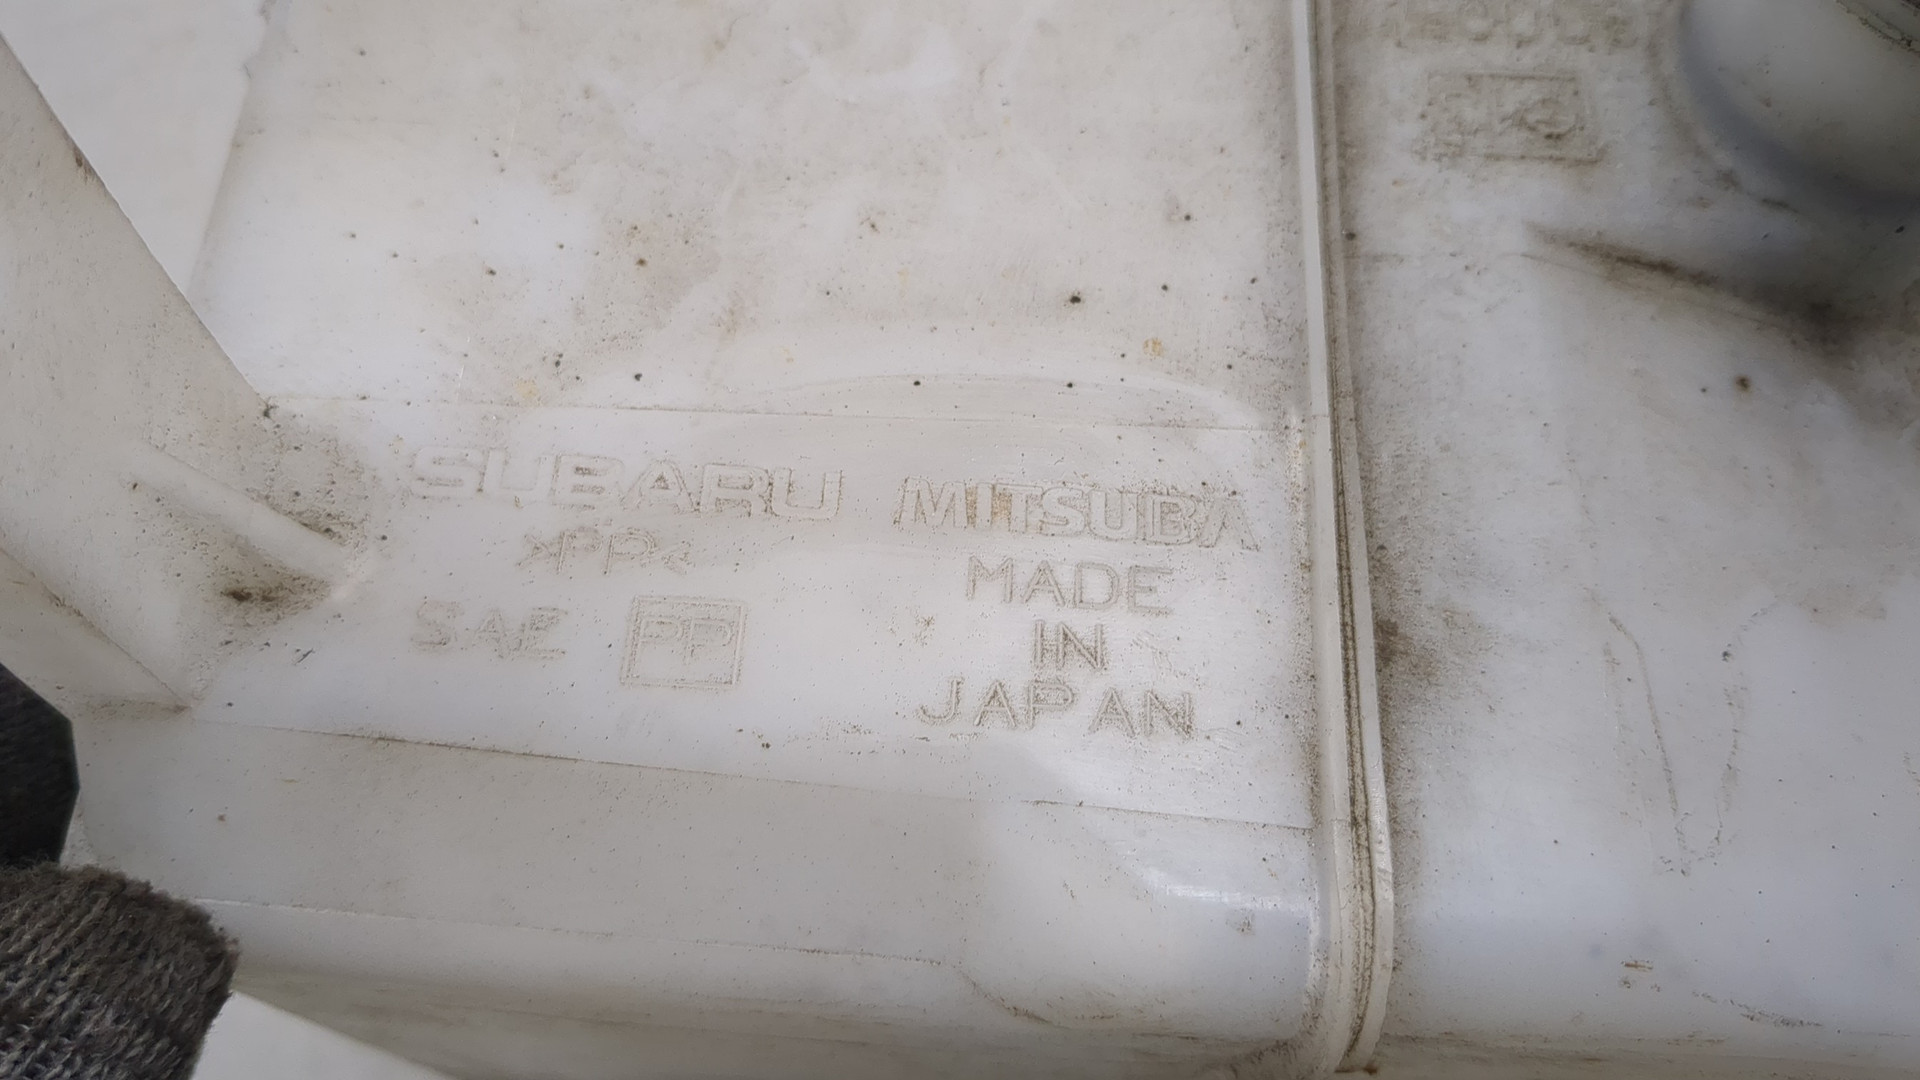 SUBARU MITSUBA
>PP<
MADE
SAE PP
IN
JAPAN